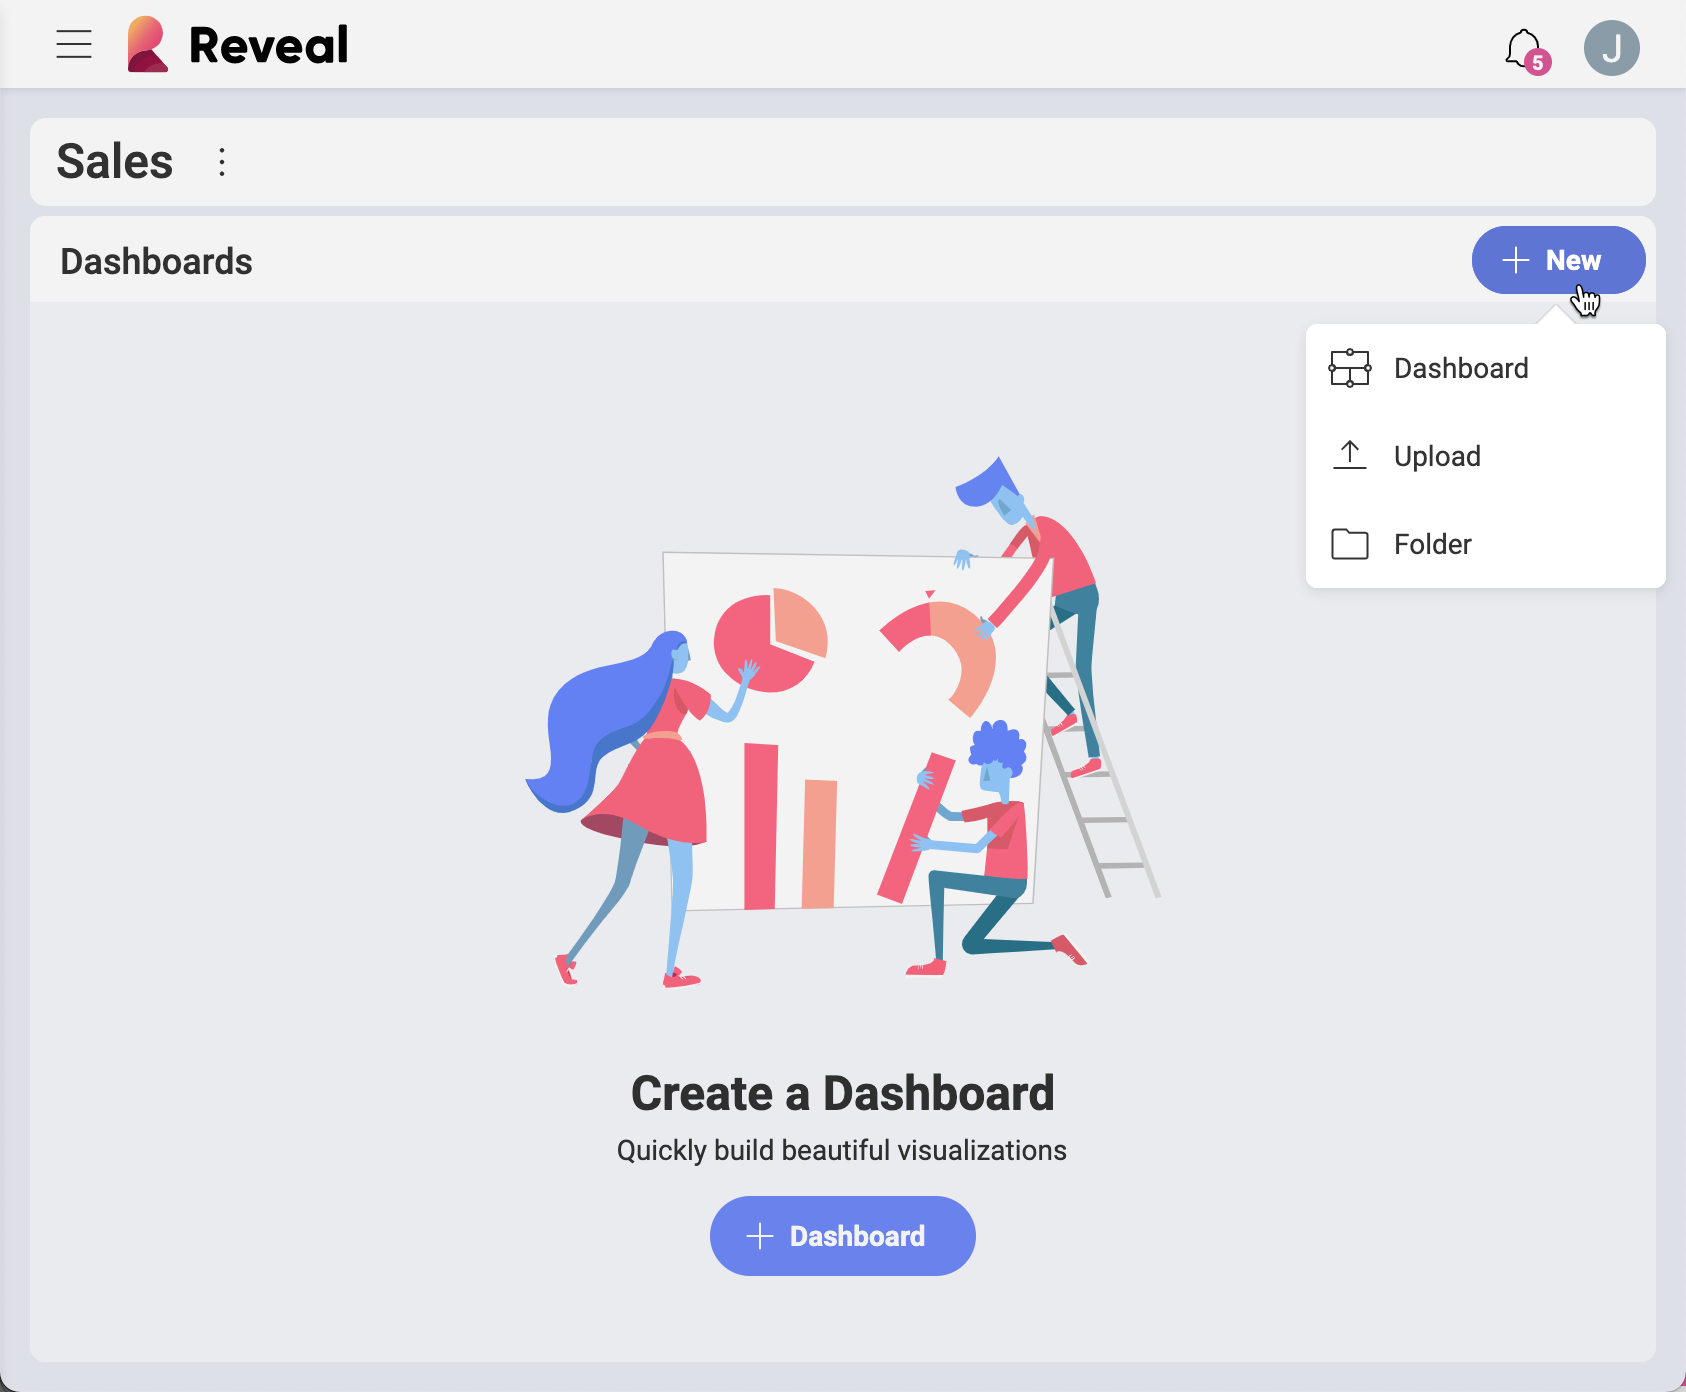 Reveal
5
J
Sales
Dashboards
New
Dashboard
Upload
Folder
Create a Dashboard
Quickly build beautiful visualizations
Dashboard